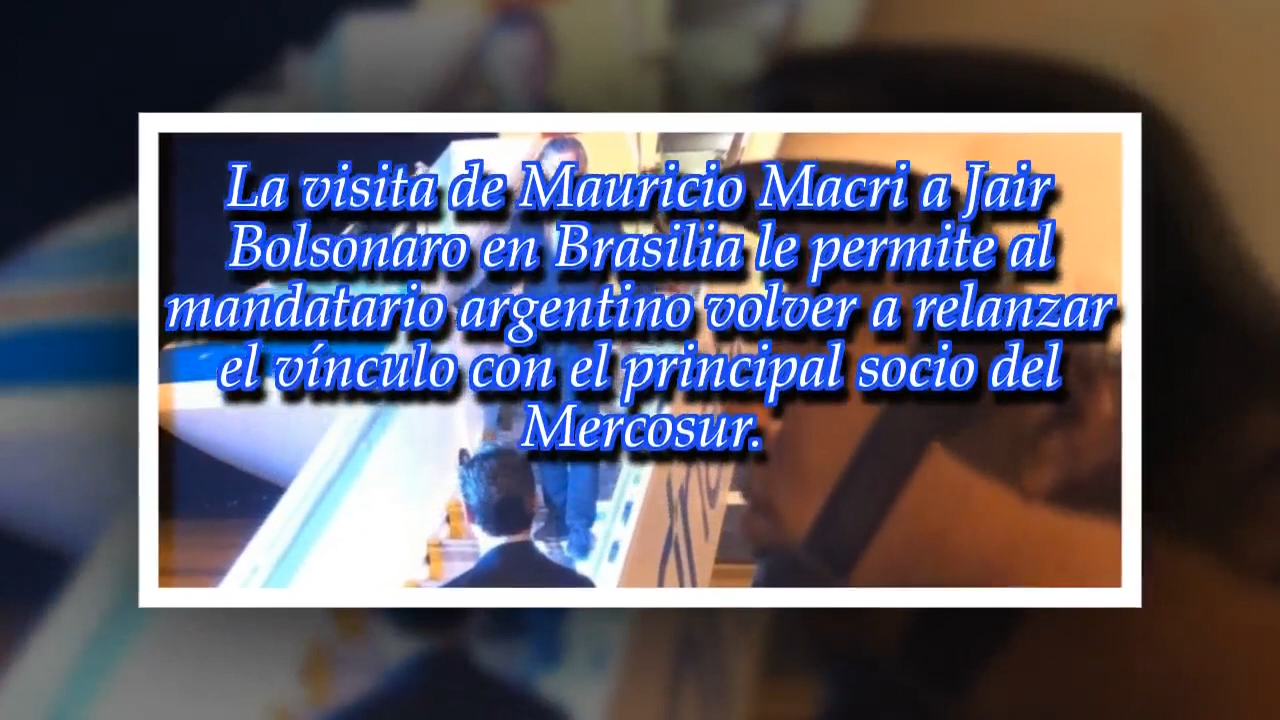 La visita de Mauricio Macri a Jair
Bolsonaro en Brasilia le permite al
mandatario argentino volver a relanzar
el vínculo con el principal socio del
Mercosur.